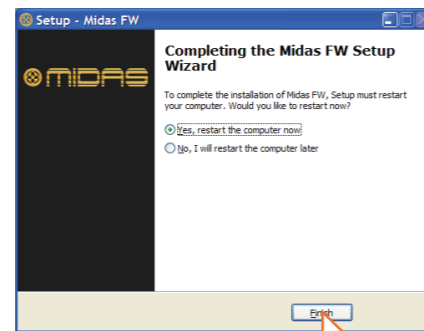 Setup - Midas FW
MIDAS
Completing the Midas FW Setup
Wizard
To complete the installation of Midas FW, Setup must restart
your computer. Would you like to restart now?
Yes, restart the computer now
No, I will restart the computer later
Finish